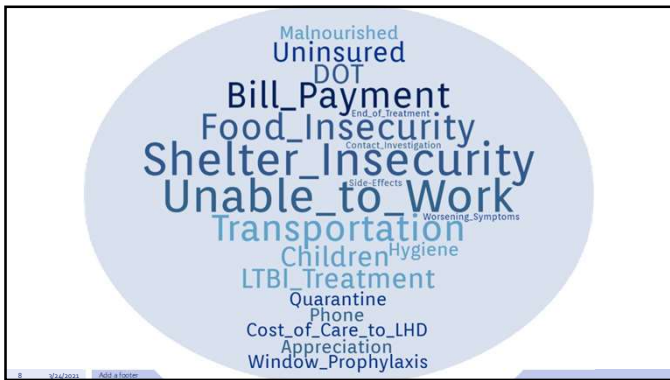 Malnourished
Uninsured
DOT
Bill_Payment
End_of_Treatment
Food_Insecurity
Contact_Investigation
Shelter_Insecurity
Side-Effects
Unable_to_Work
Worsening_Symptoms
Transportation
Hygiene
Children
LTBI_Treatment
Quarantine
Phone
Cost_of_Care_to_LHD
Appreciation
Window_Prophylaxis
8 3/24/2021 Add a footer